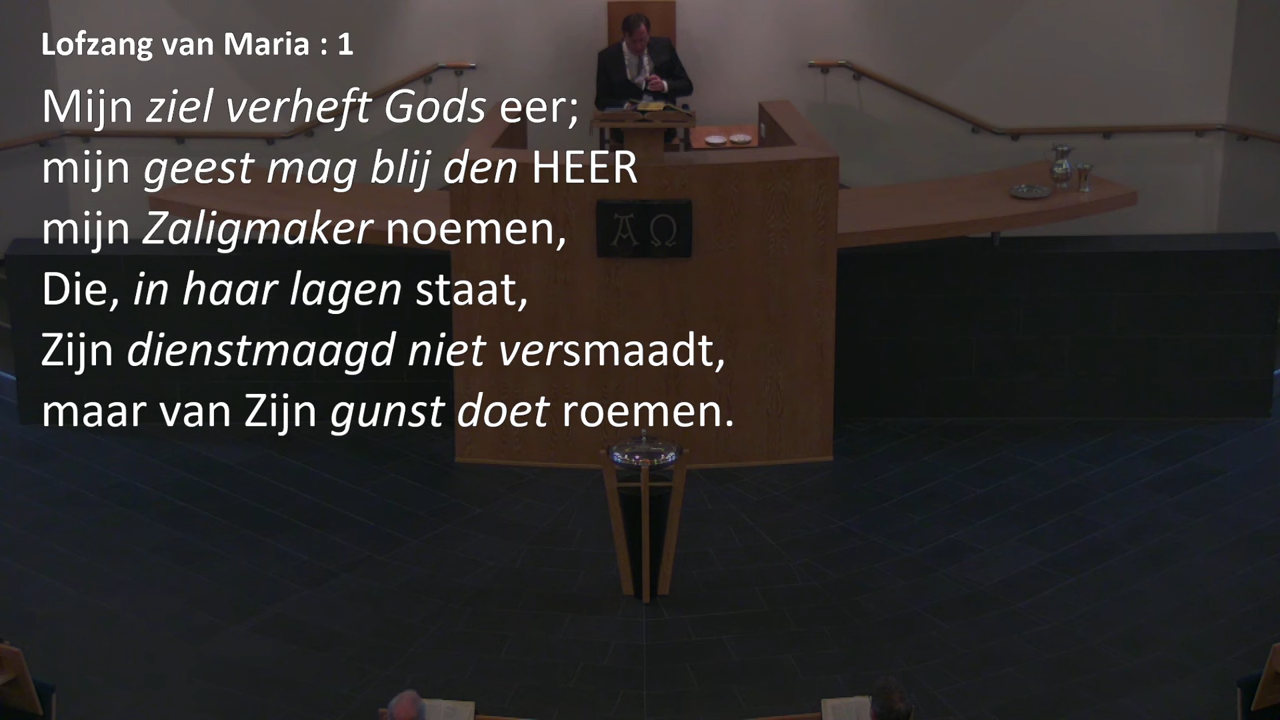 Lofzang van Maria : 1
Mijn ziel verheft Gods eer;
mijn geest mag blij den HEER
mijn Zaligmaker noemen,
Die, in haar lagen staat,
Zijn dienstmaagd niet versmaadt,
maar van Zijn gunst doet roemen.
Α Ω